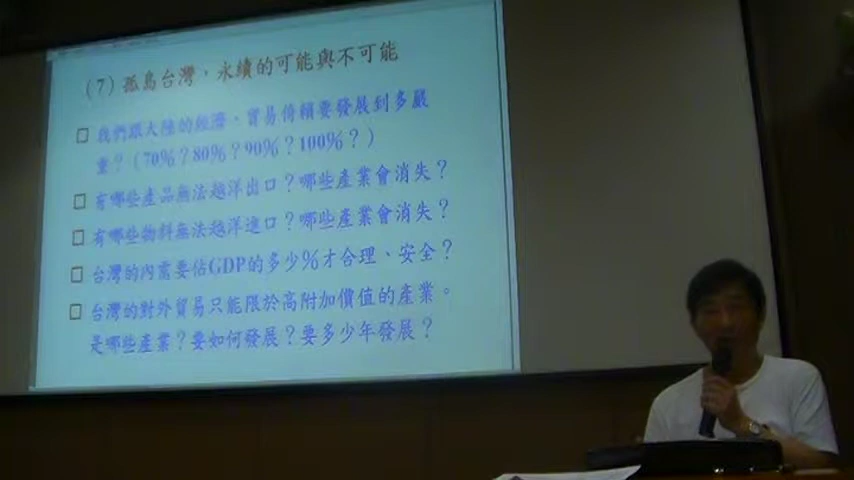 (7) 孤島台灣，永續的可能與不可能
□ 我們跟大陸的經濟、貿易倚賴要發展到多嚴
重？（70%？80%？90%？100%？）
□ 有哪些產品無法越洋出口？哪些產業會消失？
□ 有哪些物料無法越洋進口？哪些產業會消失？
□ 台灣的內需要佔GDP的多少%才合理、安全？
□ 台灣的對外貿易只能限於高附加價值的產業。
是哪些產業？要如何發展？要多少年發展？